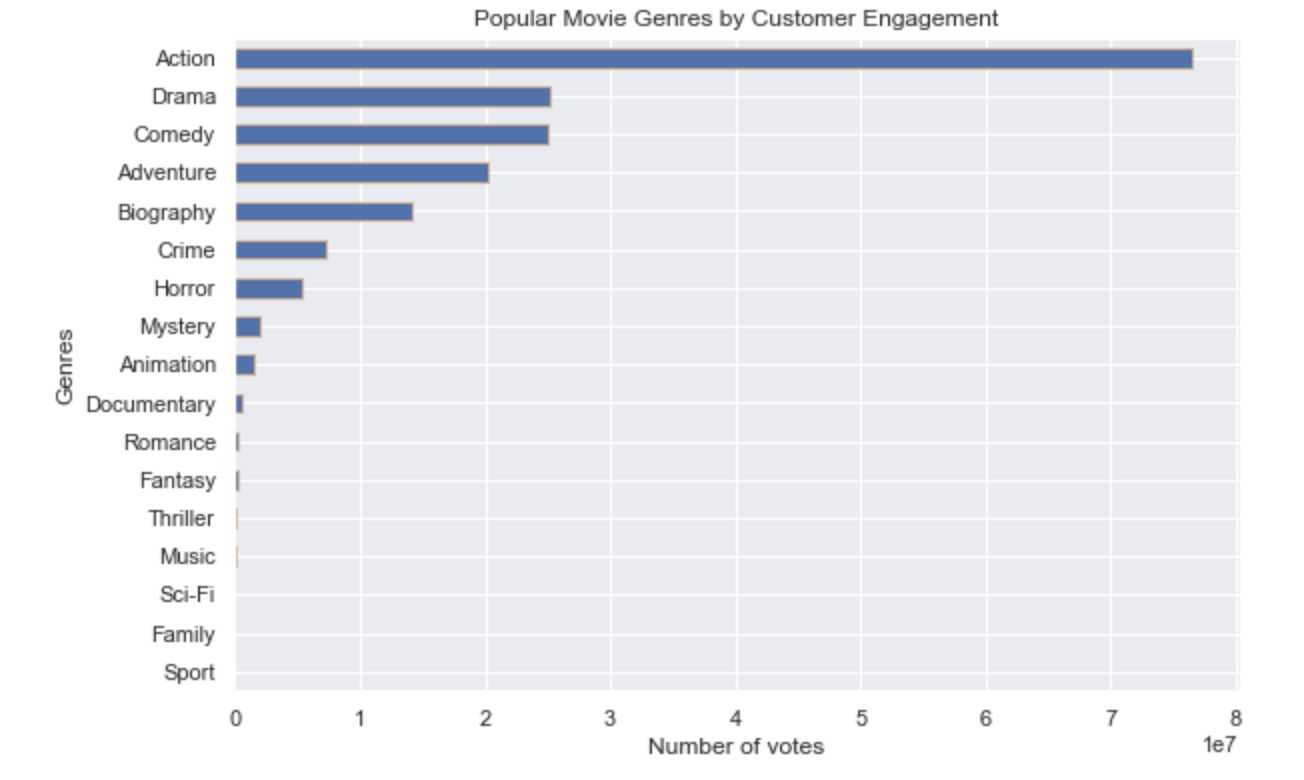 Popular Movie Genres by Customer Engagement
Action
Drama
Comedy
Adventure
Biography
Crime
Horror
Mystery
Animation
Documentary
Romance
Fantasy
Thriller
Music
Sci-Fi
Family
Sport
Genres
0 1 2 3 4 5 6 7 8
1e7
Number of votes